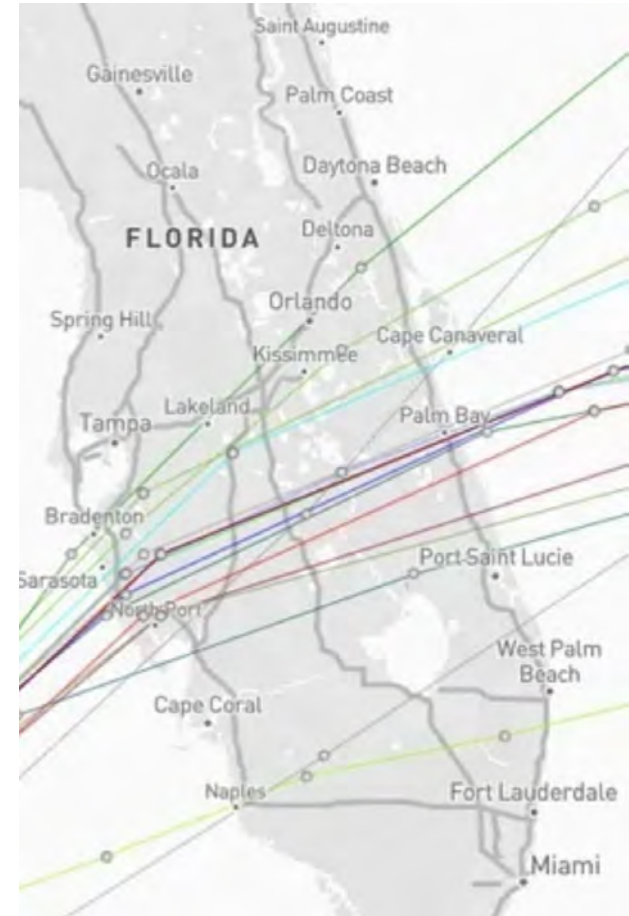 Saint Augustine
Gainesville
Palm Coast
Ocala
Daytona Beach
FLORIDA
Deltona
Orlando
Spring Hill
Cape Canaveral
Kissimmee
Lakeland
Tampa
Palm Bay
Bradenton
Sarasota
Port Saint Lucie
North Port
West Palm
Beach
Cape Coral
Naples
Fort Lauderdale
Miami